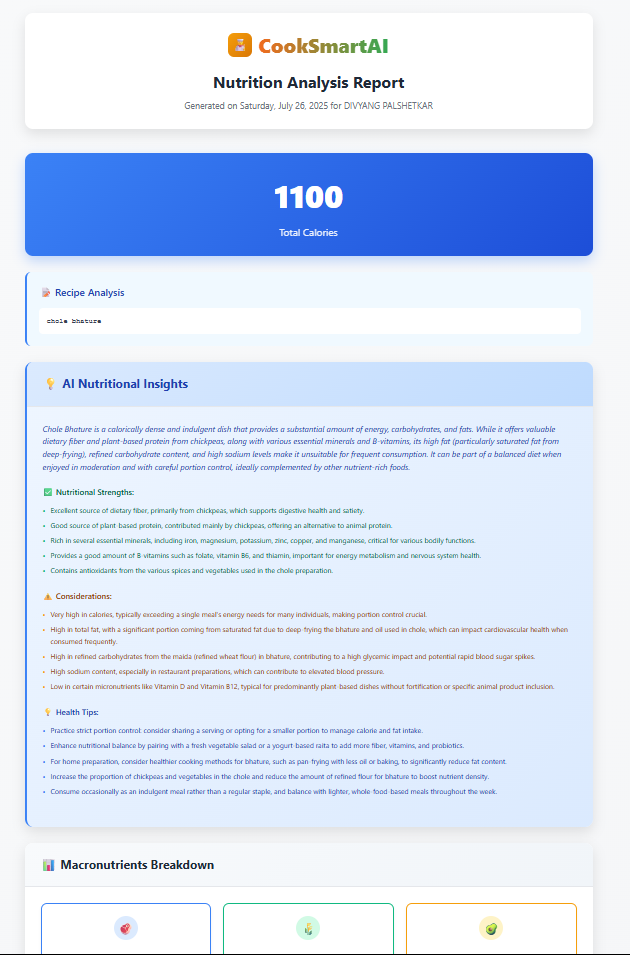 CookSmartAI
Nutrition Analysis Report
Generated on Saturday, July 26, 2025 for DIVYANG PALSHETKAR
1100
Total Calories
Recipe Analysis
chole bhature
AI Nutritional Insights
Chole Bhature is a calorically dense and indulgent dish that provides a substantial amount of energy, carbohydrates, and fats. While it offers valuable
dietary fiber and plant-based protein from chickpeas, along with various essential minerals and B-vitamins, its high fat (particularly saturated fat from
deep-frying), refined carbohydrate content, and high sodium levels make it unsuitable for frequent consumption. It can be part of a balanced diet when
enjoyed in moderation and with careful portion control, ideally complemented by other nutrient-rich foods.
✅ Nutritional Strengths:
• Excellent source of dietary fiber, primarily from chickpeas, which supports digestive health and satiety.
• Good source of plant-based protein, contributed mainly by chickpeas, offering an alternative to animal protein.
• Rich in several essential minerals, including iron, magnesium, potassium, zinc, copper, and manganese, critical for various bodily functions.
• Provides a good amount of B-vitamins such as folate, vitamin B6, and thiamin, important for energy metabolism and nervous system health.
• Contains antioxidants from the various spices and vegetables used in the chole preparation.
⚠️ Considerations:
• Very high in calories, typically exceeding a single meal's energy needs for many individuals, making portion control crucial.
• High in total fat, with a significant portion coming from saturated fat due to deep-frying the bhature and oil used in chole, which can impact cardiovascular health when
consumed frequently.
• High in refined carbohydrates from the maida (refined wheat flour) in bhature, contributing to a high glycemic impact and potential rapid blood sugar spikes.
• High sodium content, especially in restaurant preparations, which can contribute to elevated blood pressure.
• Low in certain micronutrients like Vitamin D and Vitamin B12, typical for predominantly plant-based dishes without fortification or specific animal product inclusion.
💡 Health Tips:
• Practice strict portion control: consider sharing a serving or opting for a smaller portion to manage calorie and fat intake.
• Enhance nutritional balance by pairing with a fresh vegetable salad or a yogurt-based raita to add more fiber, vitamins, and probiotics.
• For home preparation, consider healthier cooking methods for bhature, such as pan-frying with less oil or baking, to significantly reduce fat content.
• Increase the proportion of chickpeas and vegetables in the chole and reduce the amount of refined flour for bhature to boost nutrient density.
• Consume occasionally as an indulgent meal rather than a regular staple, and balance with lighter, whole-food-based meals throughout the week.
Macronutrients Breakdown